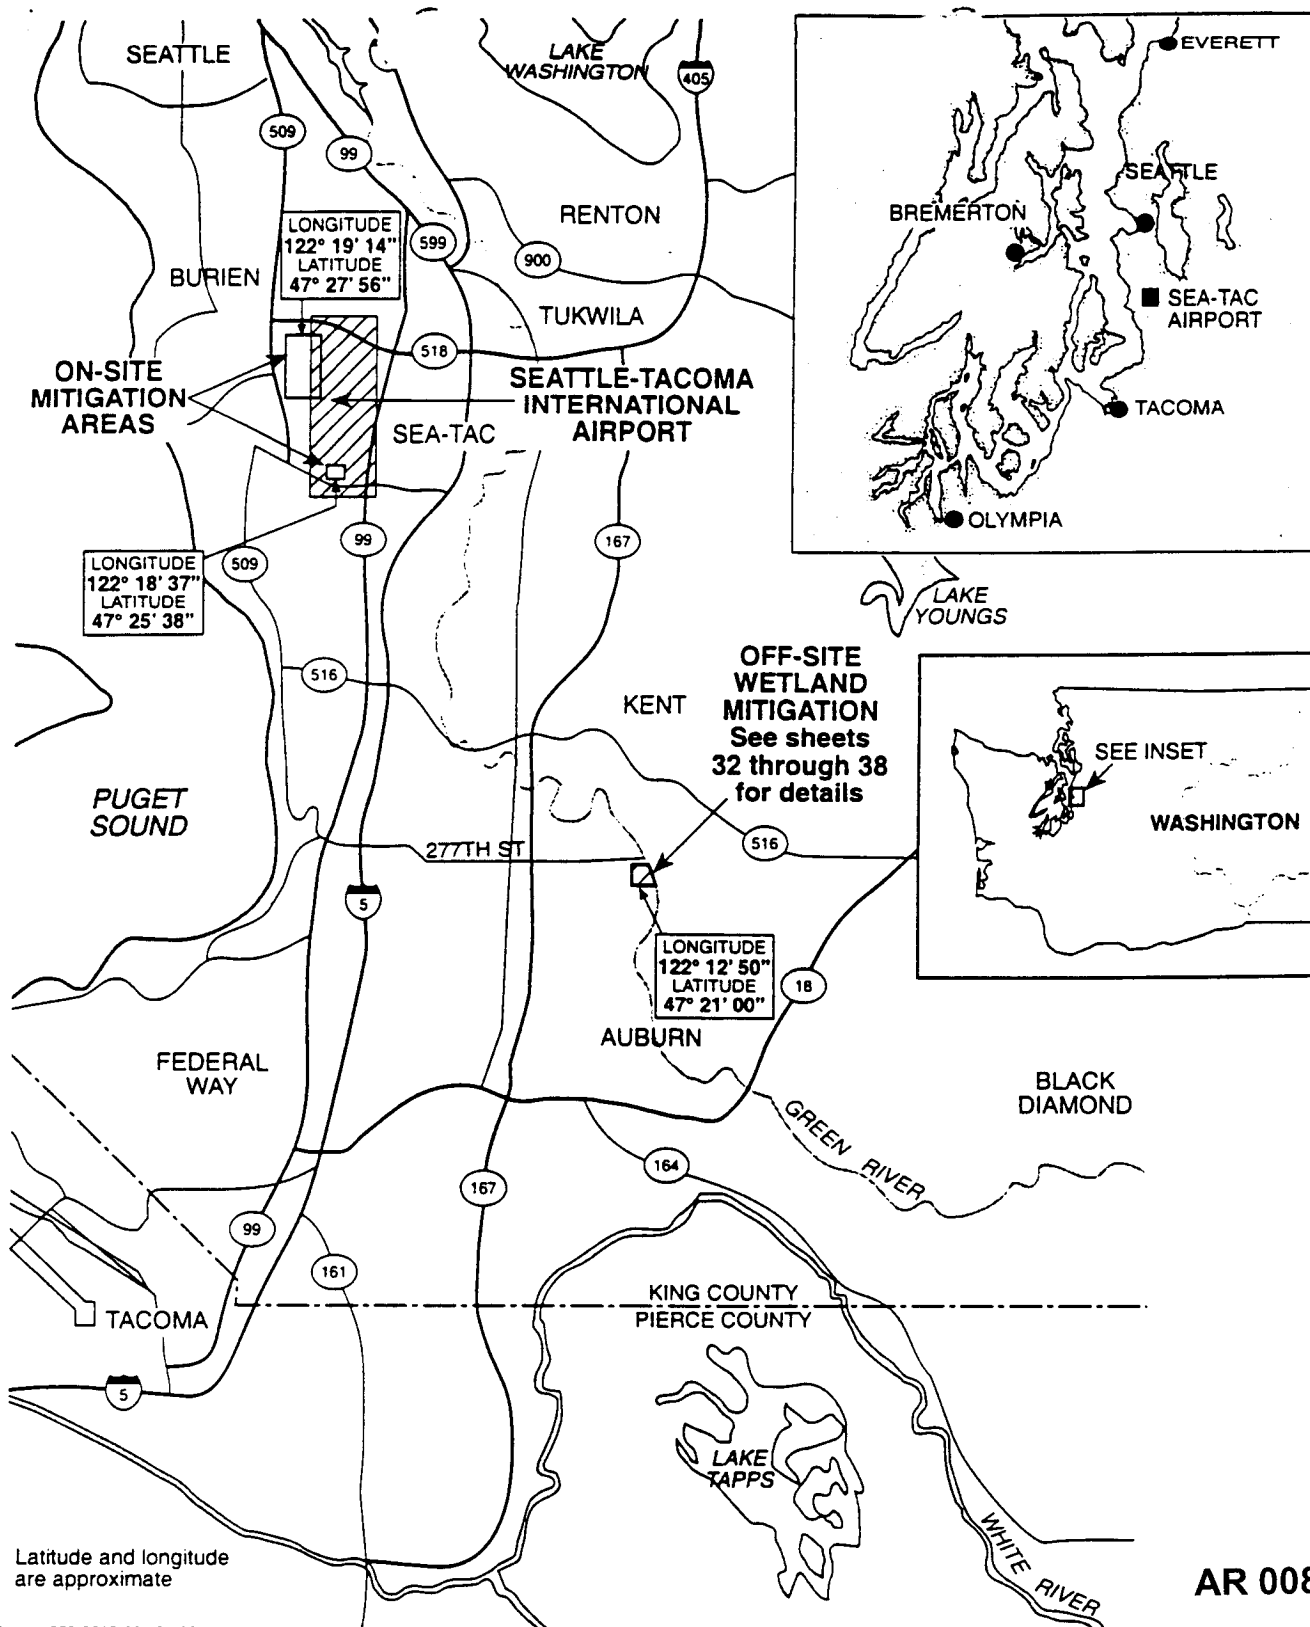 SEATTLE
LAKE
WASHINGTON
405
EVERETT
509
99
SEATTLE
BREMERTON
RENTON
LONGITUDE
122° 19' 14"
LATITUDE
47° 27' 56"
599
900
BURIEN
SEA-TAC
AIRPORT
TUKWILA
518
ON-SITE
MITIGATION
AREAS
SEATTLE-TACOMA
INTERNATIONAL
AIRPORT
SEA-TAC
TACOMA
OLYMPIA
99
167
509
LONGITUDE
122° 18' 37"
LATITUDE
47° 25' 38"
LAKE
YOUNGS
516
KENT
OFF-SITE
WETLAND
MITIGATION
See sheets
32 through 38
for details
SEE INSET
WASHINGTON
PUGET
SOUND
277TH ST
516
5
LONGITUDE
122° 12' 50"
LATITUDE
47° 21' 00"
18
AUBURN
FEDERAL
WAY
BLACK
DIAMOND
GREEN RIVER
164
167
99
161
KING COUNTY
PIERCE COUNTY
TACOMA
5
LAKE
TAPPS
WHITE RIVER
Latitude and longitude
are approximate
AR 008